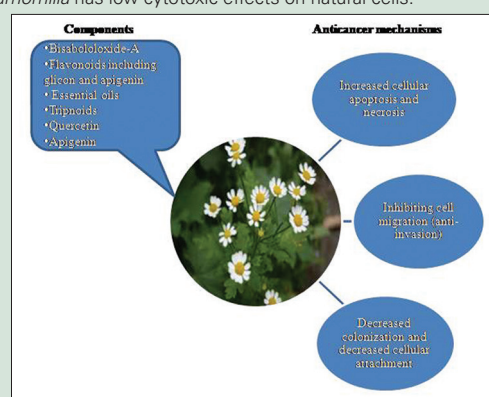 amomilla has low cytotoxic effects on natural cells.
Components
•Bisabololoxide-A
•Flavonoids including
glicon and apigenin
• Essential oils
•Tripnoids
•Quercetin
•Apigenin
Anticancer mechanisms
Increased cellular
apoptosis and
necrosis
Inhibiting cell
migration (anti-
invasion)
Decreased
colonization and
decreased cellular
attachment